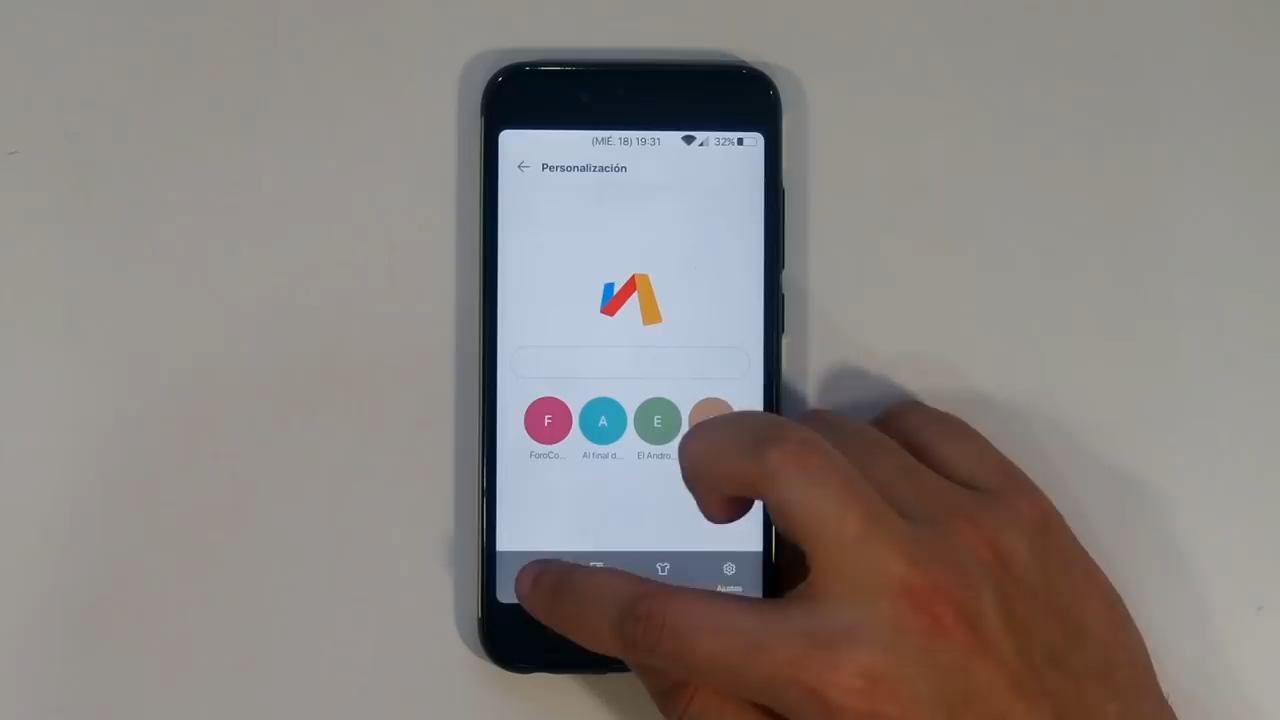 (MIÉ. 18) 19:31 32%
Personalización
F A E
ForoCo... Al final d... El Andro...
Ajustes